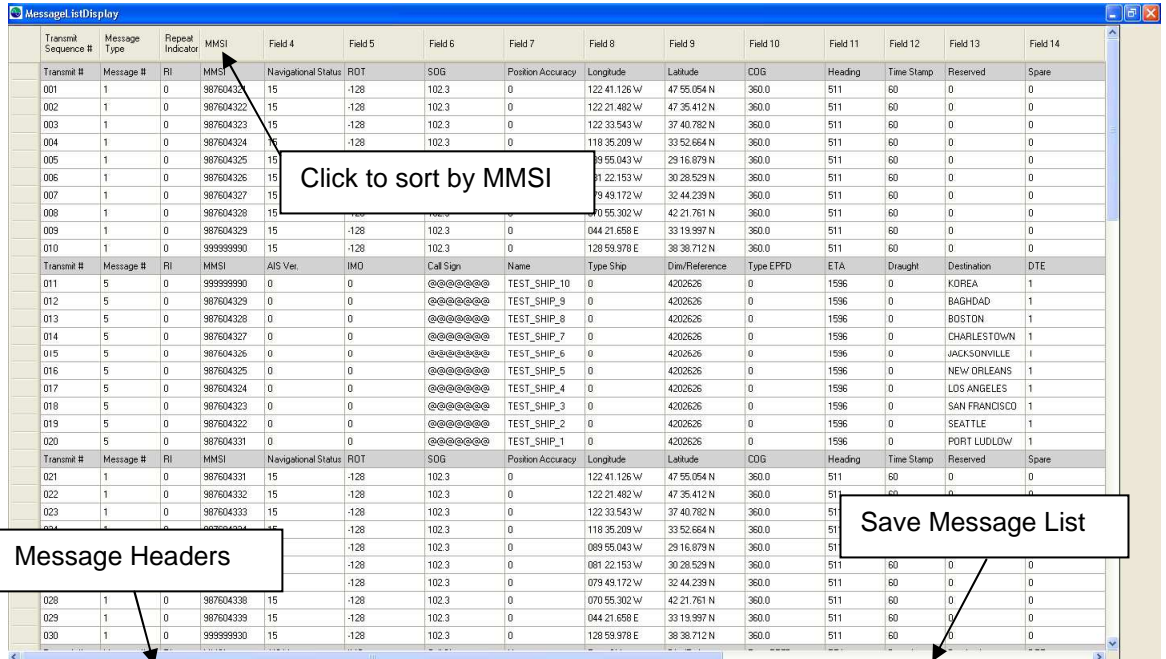 MessageListDisplay
Transmit Sequence # Message Type Repeat Indicator MMSI Field 4 Field 5 Field 6 Field 7 Field 8 Field 9 Field 10 Field 11 Field 12 Field 13 Field 14
Transmit # Message # RI MMSI Navigational Status ROT SOG Position Accuracy Longitude Latitude COG Heading Time Stamp Reserved Spare
001 1 0 987604321 15 -128 102.3 0 122 41.126 W 47 55.054 N 360.0 511 60 0 0
002 1 0 987604322 15 -128 102.3 0 122 21.482 W 47 35.412 N 360.0 511 60 0 0
003 1 0 987604323 15 -128 102.3 0 122 33.543 W 37 40.782 N 360.0 511 60 0 0
004 1 0 987604324 15 -128 102.3 0 118 35.209 W 33 52.664 N 360.0 511 60 0 0
005 1 0 987604325 15 55.043 W 29 16.879 N 360.0 511 60 0 0
006 1 0 987604326 15 22.153 W 30 28.529 N 360.0 511 60 0 0
Click to sort by MMSI
007 1 0 987604327 15 49.172 W 32 44.239 N 360.0 511 60 0 0
008 1 0 987604328 15 55.302 W 42 21.761 N 360.0 511 60 0 0
009 1 0 987604329 15 -128 102.3 0 044 21.658 E 33 19.997 N 360.0 511 60 0 0
010 1 0 999999990 15 -128 102.3 0 128 59.978 E 38 38.712 N 360.0 511 60 0 0
Transmit # Message # RI MMSI AIS Ver. IMO Call Sign Name Type Ship Dim/Reference Type EPFD ETA Draught Destination DTE
011 5 0 999999990 0 0 @@@@@@@ TEST_SHIP_10 0 4202626 0 1596 0 KOREA 1
012 5 0 987604329 0 0 @@@@@@@ TEST_SHIP_9 0 4202626 0 1596 0 BAGHDAD 1
013 5 0 987604328 0 0 @@@@@@@ TEST_SHIP_8 0 4202626 0 1596 0 BOSTON 1
014 5 0 987604327 0 0 @@@@@@@ TEST_SHIP_7 0 4202626 0 1596 0 CHARLESTOWN 1
015 5 0 987604326 0 0 @@@@@@@ TEST_SHIP_6 0 4202626 0 1596 0 JACKSONVILLE 1
016 5 0 987604325 0 0 @@@@@@@ TEST_SHIP_5 0 4202626 0 1596 0 NEW ORLEANS 1
017 5 0 987604324 0 0 @@@@@@@ TEST_SHIP_4 0 4202626 0 1596 0 LOS ANGELES 1
018 5 0 987604323 0 0 @@@@@@@ TEST_SHIP_3 0 4202626 0 1596 0 SAN FRANCISCO 1
019 5 0 987604322 0 0 @@@@@@@ TEST_SHIP_2 0 4202626 0 1596 0 SEATTLE 1
020 5 0 987604331 0 0 @@@@@@@ TEST_SHIP_1 0 4202626 0 1596 0 PORT LUDLOW 1
Transmit # Message # RI MMSI Navigational Status ROT SOG Position Accuracy Longitude Latitude COG Heading Time Stamp Reserved Spare
021 1 0 987604331 15 -128 102.3 0 122 41.126 W 47 55.054 N 360.0 511 60 0 0
022 1 0 987604332 15 -128 102.3 0 122 21.482 W 47 35.412 N 360.0 511 60 0 0
023 1 0 987604333 15 -128 102.3 0 122 33.543 W 37 40.782 N 360.0
-128 102.3 0 118 35.209 W 33 52.664 N 360.0
Save Message List
-128 102.3 0 089 55.043 W 29 16.879 N 360.0
Message Headers
-128 102.3 0 081 22.153 W 30 28.529 N 360.0 511 60 0 0
-128 102.3 0 079 49.172 W 32 44.239 N 360.0 511 60 0 0
028 1 0 987604338 15 -128 102.3 0 070 55.302 W 42 21.761 N 360.0 511 60 0 0
029 1 0 987604339 15 -128 102.3 0 044 21.658 E 33 19.997 N 360.0 511 60 0 0
030 1 0 999999930 15 -128 102.3 0 128 59.978 E 38 38.712 N 360.0 511 60 0 0